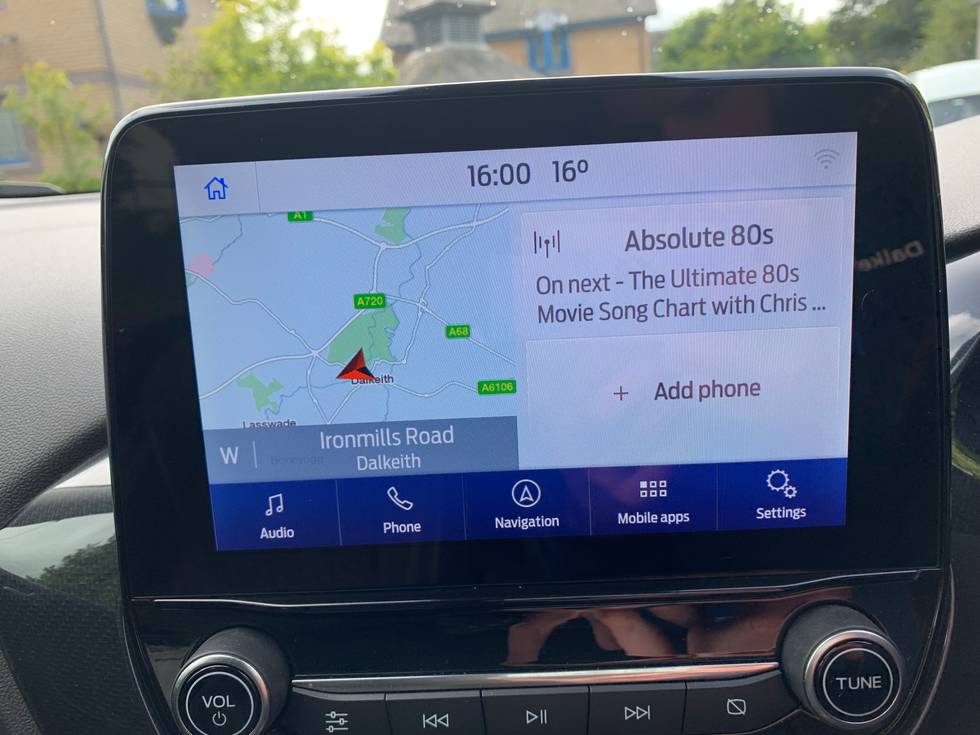 16:00 16°
A1
A720
A68
A6106
Dalkeith
Lasswade
W
Ironmills Road
Dalkeith
Absolute 80s
On next - The Ultimate 80s
Movie Song Chart with Chris ...
+ Add phone
Audio
Phone
Navigation
Mobile apps
Settings
VOL
TUNE